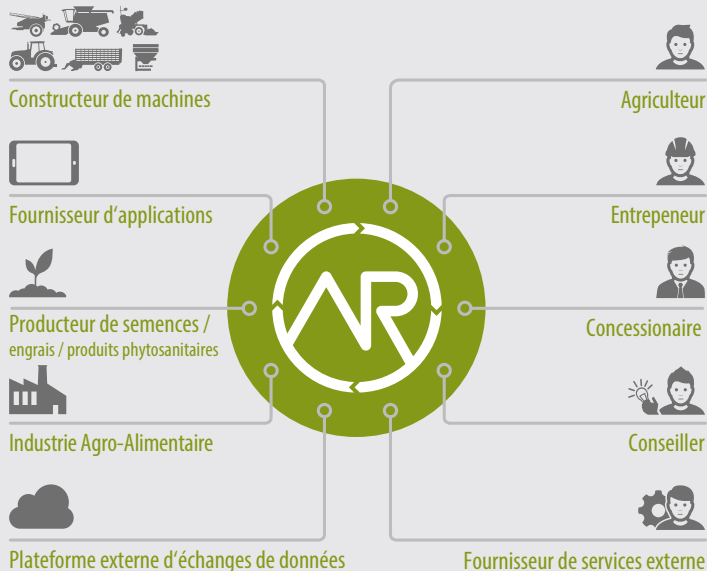 Constructeur de machines
Agriculteur
Fournisseur d‘applications
Entrepeneur
AR
Producteur de semences /
engrais / produits phytosanitaires
Concessionaire
Industrie Agro-Alimentaire
Conseiller
Plateforme externe d‘échanges de données
Fournisseur de services externe